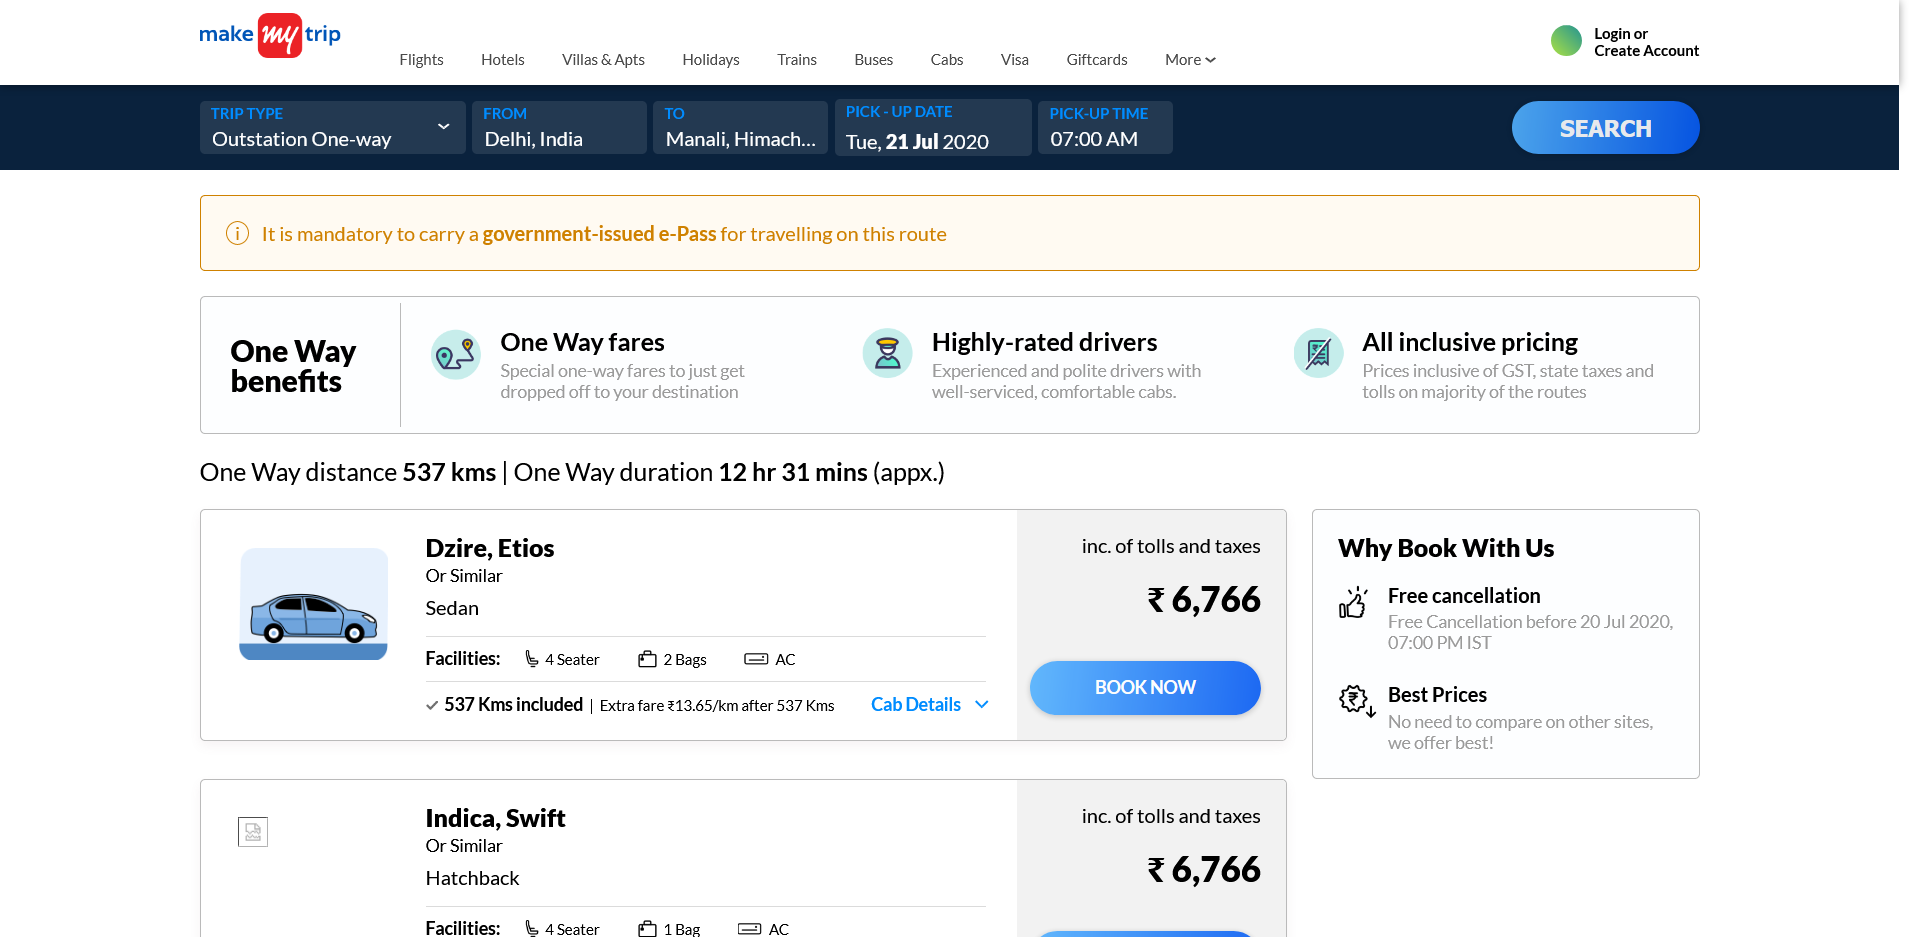 make my trip
Flights Hotels Villas & Apts Holidays Trains Buses Cabs Visa Giftcards More
Login or
Create Account
TRIP TYPE
Outstation One-way
FROM
Delhi, India
TO
Manali, Himach...
PICK - UP DATE
Tue, 21 Jul 2020
PICK-UP TIME
07:00 AM
SEARCH
It is mandatory to carry a government-issued e-Pass for travelling on this route
One Way
benefits
One Way fares
Special one-way fares to just get
dropped off to your destination
Highly-rated drivers
Experienced and polite drivers with
well-serviced, comfortable cabs.
All inclusive pricing
Prices inclusive of GST, state taxes and
tolls on majority of the routes
One Way distance 537 kms | One Way duration 12 hr 31 mins (appx.)
Dzire, Etios
Or Similar
Sedan
Facilities: 4 Seater 2 Bags AC
537 Kms included | Extra fare ₹13.65/km after 537 Kms
Cab Details
inc. of tolls and taxes
₹ 6,766
BOOK NOW
Why Book With Us
Free cancellation
Free Cancellation before 20 Jul 2020,
07:00 PM IST
Best Prices
No need to compare on other sites,
we offer best!
Indica, Swift
Or Similar
Hatchback
Facilities: 4 Seater 1 Bag AC
inc. of tolls and taxes
₹ 6,766